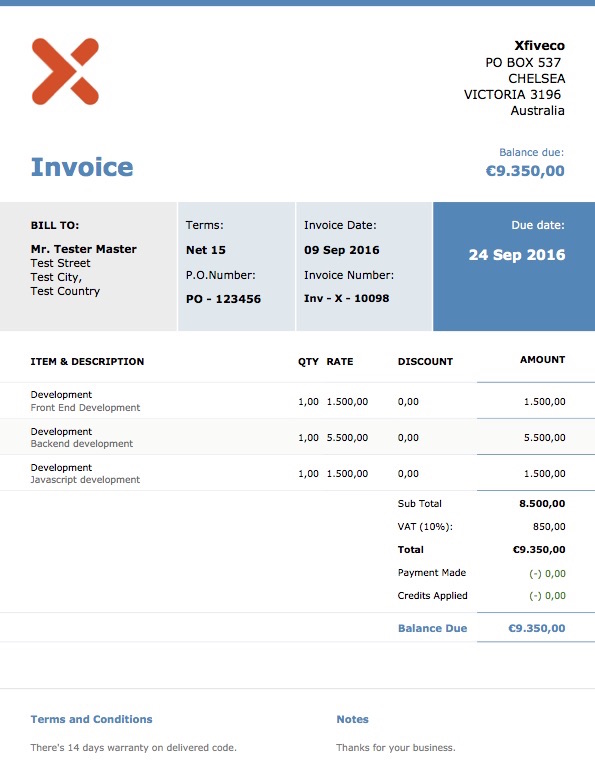 Xfiveco
PO BOX 537
CHELSEA
VICTORIA 3196
Australia
Balance due:
€9.350,00
Invoice
BILL TO:
Mr. Tester Master
Test Street
Test City,
Test Country
Terms:
Net 15
P.O.Number:
PO - 123456
Invoice Date:
09 Sep 2016
Invoice Number:
Inv - X - 10098
Due date:
24 Sep 2016
ITEM & DESCRIPTION QTY RATE DISCOUNT AMOUNT
Development
Front End Development
1,00 1.500,00 0,00 1.500,00
Development
Backend development
1,00 5.500,00 0,00 5.500,00
Development
Javascript development
1,00 1.500,00 0,00 1.500,00
Sub Total 8.500,00
VAT (10%): 850,00
Total €9.350,00
Payment Made (-) 0,00
Credits Applied (-) 0,00
Balance Due €9.350,00
Terms and Conditions
There's 14 days warranty on delivered code.
Notes
Thanks for your business.